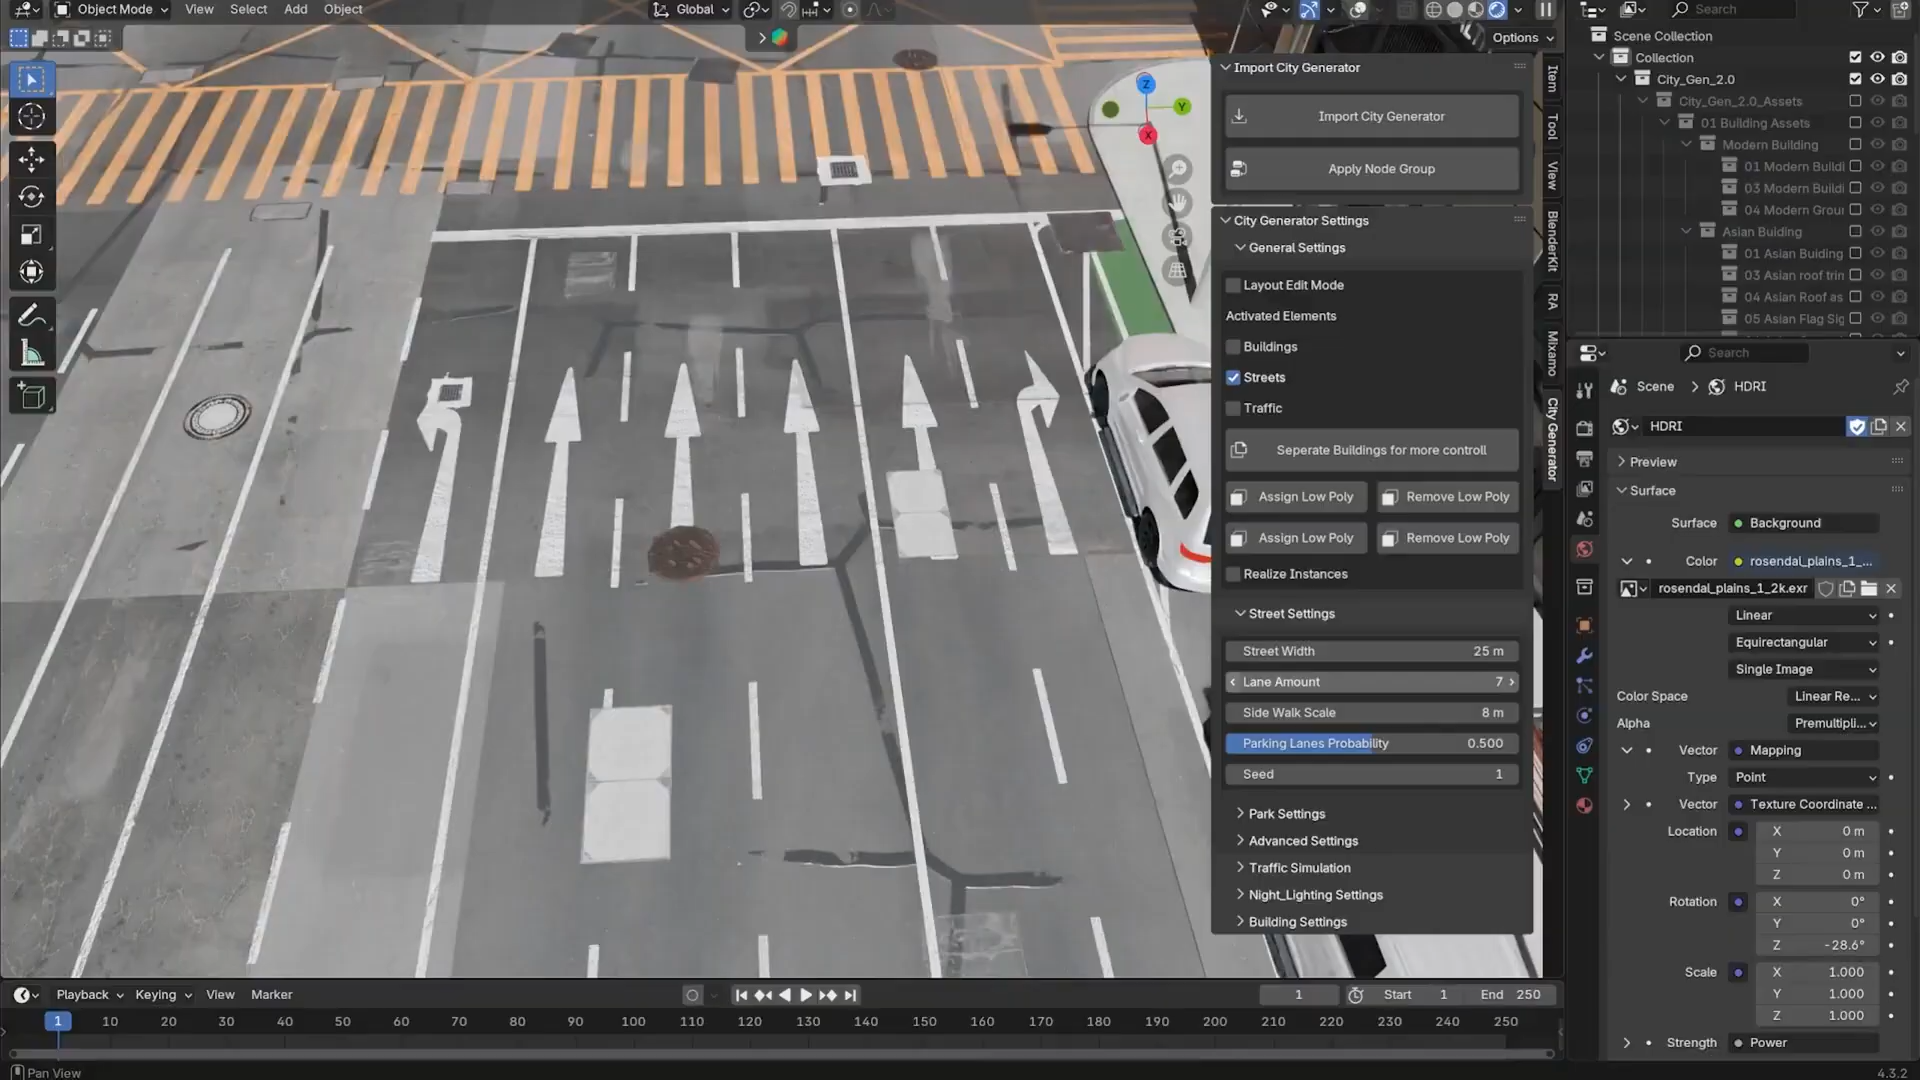 Object Mode
View
Select
Add
Object
Global
Options
Item
Tool
View
BlenderKit
RA
Mixamo
City Generator
Z
Y
X
Import City Generator
Import City Generator
Apply Node Group
City Generator Settings
General Settings
Layout Edit Mode
Activated Elements
Buildings
Streets
Traffic
Seperate Buildings for more controll
Assign Low Poly
Remove Low Poly
Assign Low Poly
Remove Low Poly
Realize Instances
Street Settings
Street Width 25 m
Lane Amount 7
Side Walk Scale 8 m
Parking Lanes Probability 0.500
Seed 1
Park Settings
Advanced Settings
Traffic Simulation
Night_Lighting Settings
Building Settings
Search
Scene Collection
Collection
City_Gen_2.0
City_Gen_2.0_Assets
01 Building Assets
Modern Building
01 Modern Buildi
03 Modern Buildi
04 Modern Grour
Asian Buiding
01 Asian Buiding
03 Asian roof trin
04 Asian Roof as
05 Asian Flag Sig
Search
Scene > HDRI
HDRI
Preview
Surface
Surface Background
Color rosendal_plains_1_...
rosendal_plains_1_2k.exr
Linear
Equirectangular
Single Image
Color Space Linear Re...
Alpha Premultipli...
Vector Mapping
Type Point
Vector Texture Coordinate ...
Location X 0 m
Y 0 m
Z 0 m
Rotation X 0°
Y 0°
Z -28.6°
Scale X 1.000
Y 1.000
Z 1.000
Strength Power
Playback
Keying
View
Marker
1
Start 1
End 250
1 10 20 30 40 50 60 70 80 90 100 110 120 130 140 150 160 170 180 190 200 210 220 230 240 250
Pan View
4.3.2